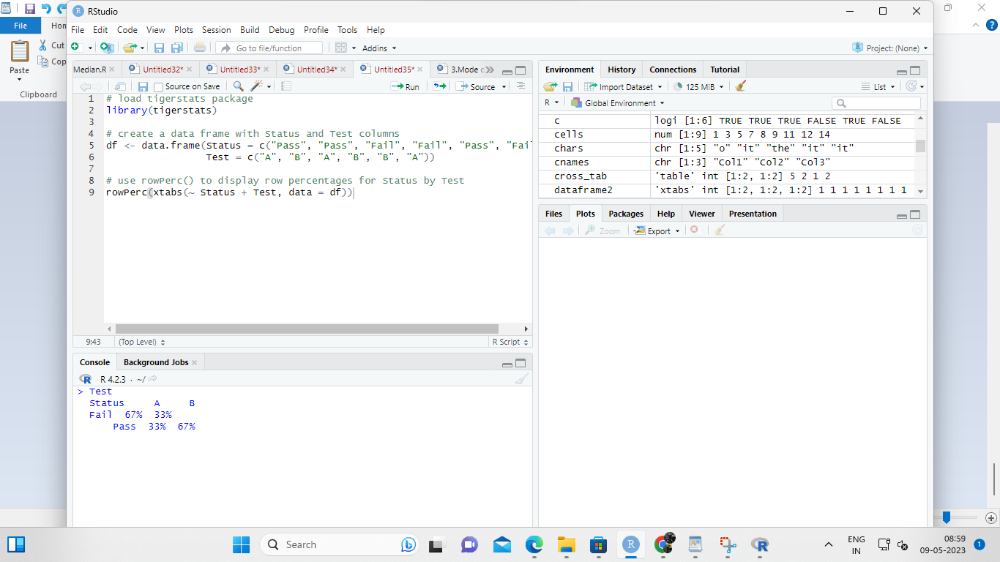 File
Hom
Paste
Cut
Cop
Clipboard
RStudio
File Edit Code View Plots Session Build Debug Profile Tools Help
Go to file/function
Addins
Project: (None)
Median.R
Untitled32*
Untitled33*
Untitled34*
Untitled35*
3.Mode c
Source on Save
Run
Source
1 # load tigerstats package
2 library(tigerstats)
3
4 # create a data frame with Status and Test columns
5 df <- data.frame(Status = c("Pass", "Pass", "Fail", "Fail", "Pass", "Fail
6 Test = c("A", "B", "A", "B", "B", "A"))
7
8 # use rowPerc() to display row percentages for Status by Test
9 rowPerc(xtabs(~ Status + Test, data = df))
9:43
(Top Level)
R Script
Console
Background Jobs
R 4.2.3 · ~/
> Test
Status A B
Fail 67% 33%
Pass 33% 67%
Environment History Connections Tutorial
Import Dataset
125 MiB
List
R
Global Environment
c logi [1:6] TRUE TRUE TRUE FALSE TRUE FALSE
cells num [1:9] 1 3 5 7 8 9 11 12 14
chars chr [1:5] "o" "it" "the" "it" "it"
cnames chr [1:3] "Col1" "Col2" "Col3"
cross_tab 'table' int [1:2, 1:2] 5 2 1 2
dataframe2 'xtabs' int [1:2, 1:2, 1:2] 1 1 1 1 1 1 1 1
Files Plots Packages Help Viewer Presentation
Zoom
Export
Search
ENG
IN
08:59
09-05-2023
1